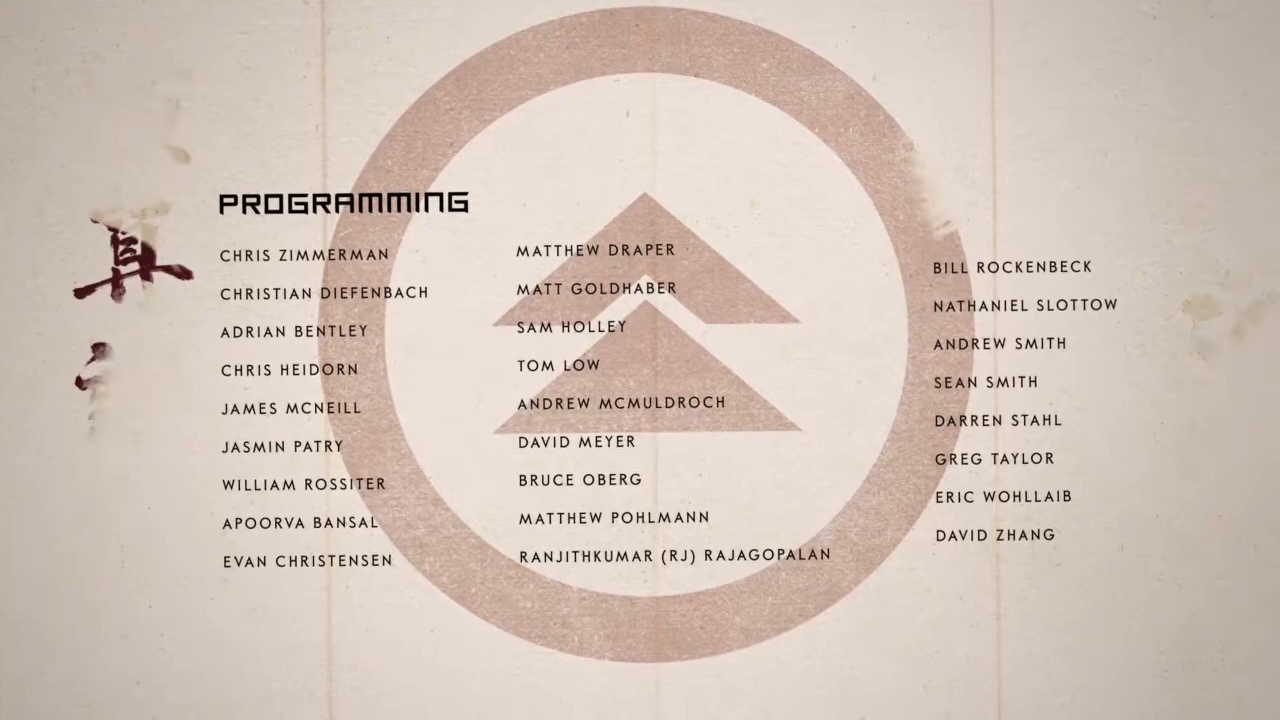 PROGRAMMING
CHRIS ZIMMERMAN
CHRISTIAN DIEFENBACH
ADRIAN BENTLEY
CHRIS HEIDORN
JAMES MCNEILL
JASMIN PATRY
WILLIAM ROSSITER
APOORVA BANSAL
EVAN CHRISTENSEN
MATTHEW DRAPER
MATT GOLDHABER
SAM HOLLEY
TOM LOW
ANDREW MCMULDROCH
DAVID MEYER
BRUCE OBERG
MATTHEW POHLMANN
RANJITHKUMAR (RJ) RAJAGOPALAN
BILL ROCKENBECK
NATHANIEL SLOTTOW
ANDREW SMITH
SEAN SMITH
DARREN STAHL
GREG TAYLOR
ERIC WOHLLAIB
DAVID ZHANG